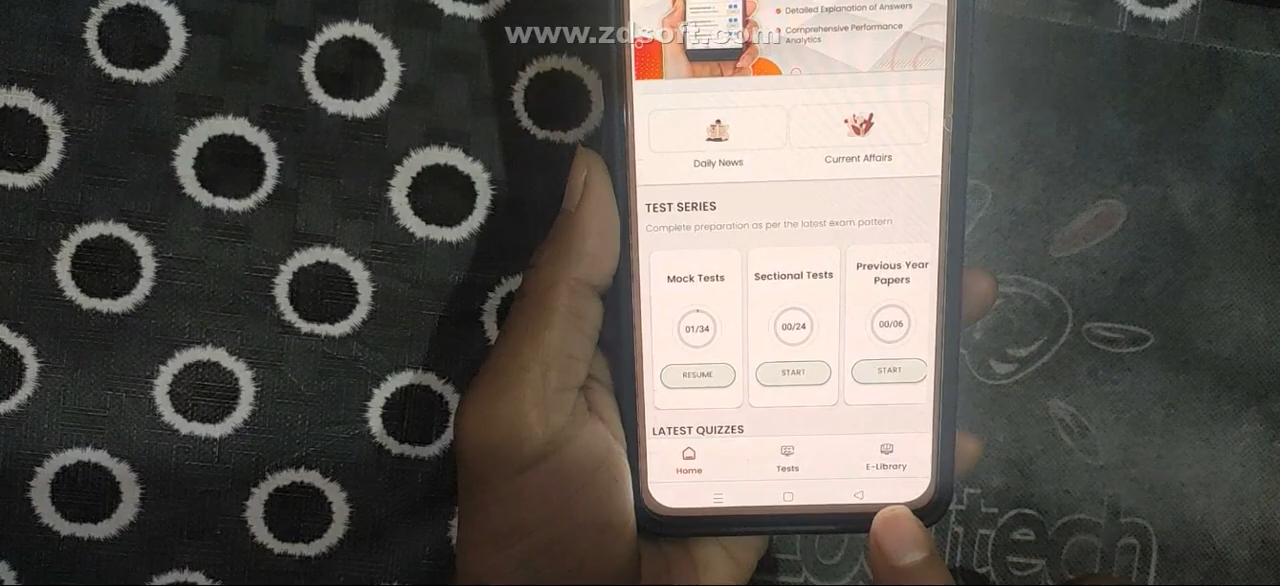 www.zdsoft.com
Detailed Explanation of Answers
Comprehensive Performance
Analytics
Daily News
Current Affairs
TEST SERIES
Complete preparation as per the latest exam pattern
Mock Tests
Sectional Tests
Previous Year
Papers
01/34
00/24
00/06
RESUME
START
START
LATEST QUIZZES
Home
Tests
E-Library